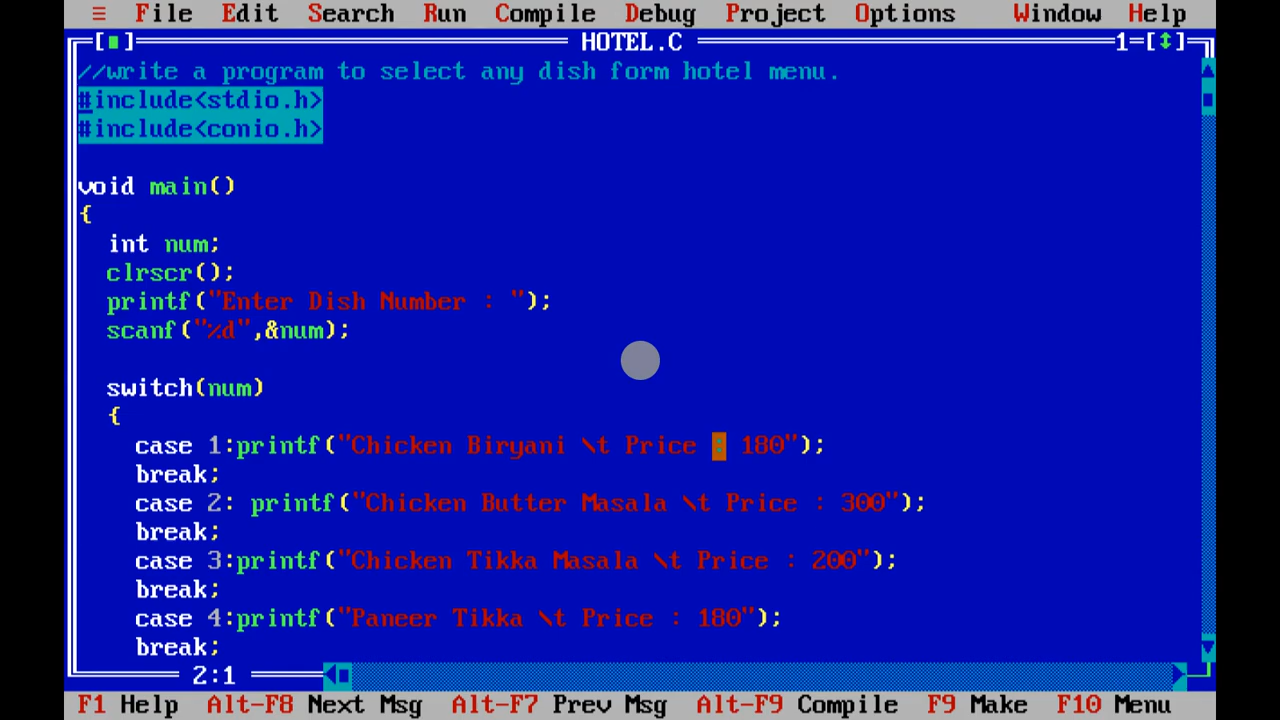 ≡ File Edit Search Run Compile Debug Project Options Window Help
[■] HOTEL.C 1=[↕]
//write a program to select any dish form hotel menu.
#include<stdio.h>
#include<conio.h>
void main()
{
int num;
clrscr();
printf("Enter Dish Number : ");
scanf("%d",&num);
switch(num)
{
case 1:printf("Chicken Biryani \t Price : 180");
break;
case 2: printf("Chicken Butter Masala \t Price : 300");
break;
case 3:printf("Chicken Tikka Masala \t Price : 200");
break;
case 4:printf("Paneer Tikka \t Price : 180");
break;
2:1
F1 Help Alt-F8 Next Msg Alt-F7 Prev Msg Alt-F9 Compile F9 Make F10 Menu